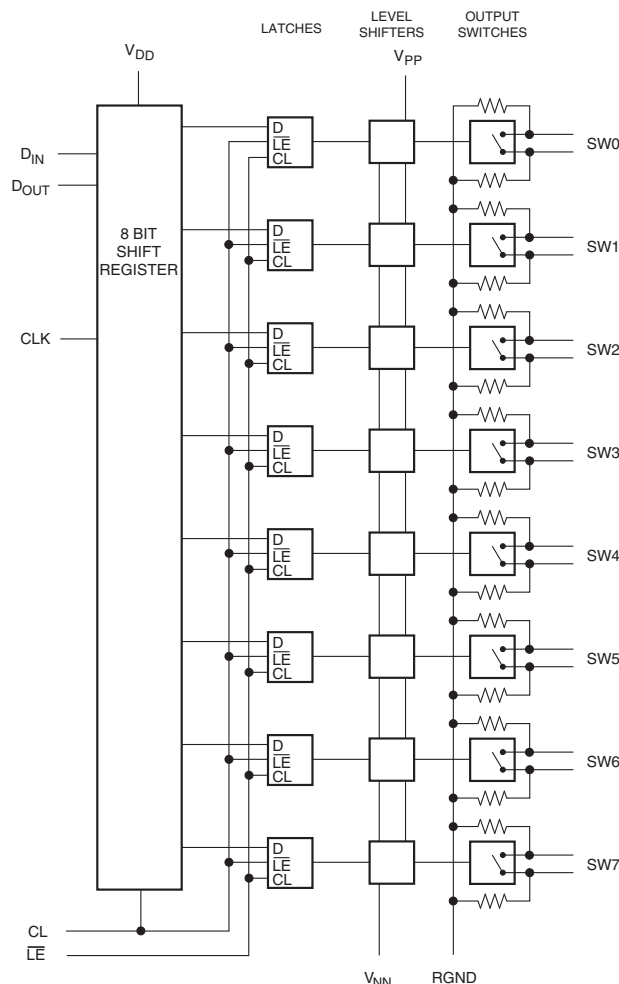 LATCHES
LEVEL
SHIFTERS
OUTPUT
SWITCHES
VDD
VPP
DIN
DOUT
8 BIT
SHIFT
REGISTER
CLK
D
LE
CL
SW0
D
LE
CL
SW1
D
LE
CL
SW2
D
LE
CL
SW3
D
LE
CL
SW4
D
LE
CL
SW5
D
LE
CL
SW6
D
LE
CL
SW7
CL
LE
VNN
RGND